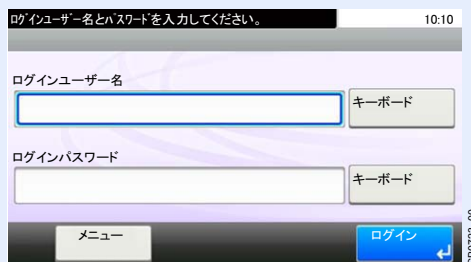 ﾛｸﾞｲﾝﾕｰｻﾞｰ名とﾊﾟｽﾜｰﾄﾞを入力してください。
10:10
ログインユーザー名
キーボード
ログインパスワード
キーボード
メニュー
ログイン